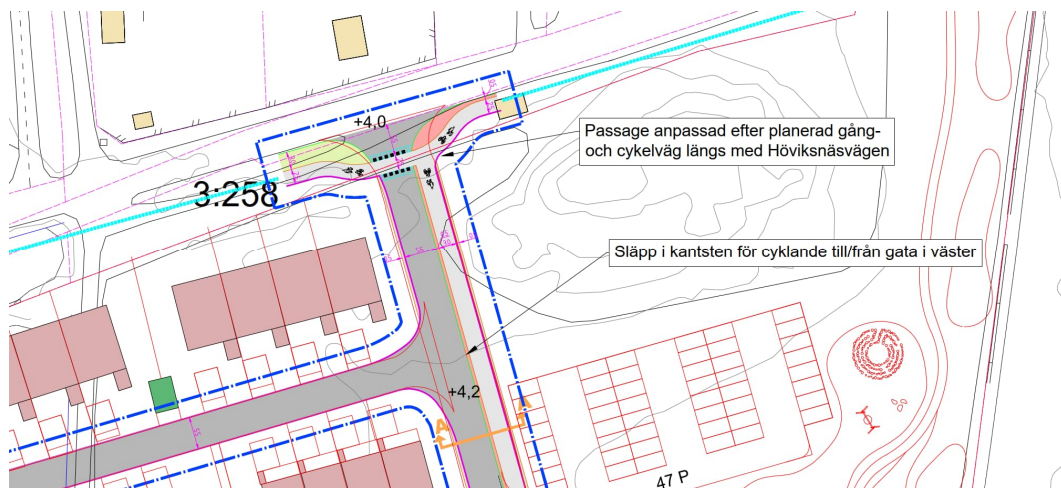 +4,0
Passage anpassad efter planerad gång-
och cykelväg längs med Höviksnäsvägen
3:258
Släpp i kantsten för cyklande till/från gata i väster
+4,2
A
A
47 P